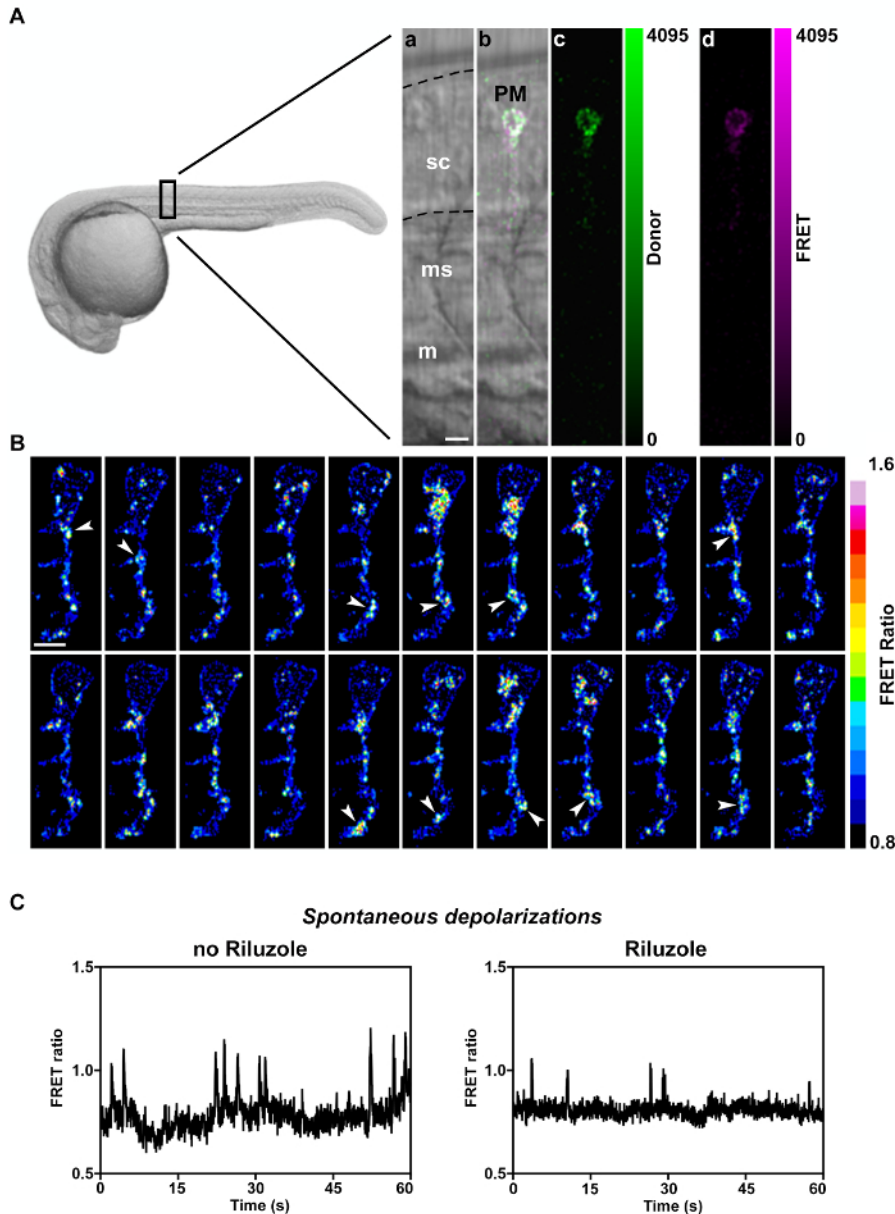 A
a
b
c
d
4095
4095
PM
sc
ms
m
Donor
FRET
0
0
B
1.6
FRET Ratio
0.8
C
Spontaneous depolarizations
no Riluzole
Riluzole
1.5
1.0
0.5
FRET ratio
0 15 30 45 60
Time (s)
1.5
1.0
0.5
FRET ratio
0 15 30 45 60
Time (s)